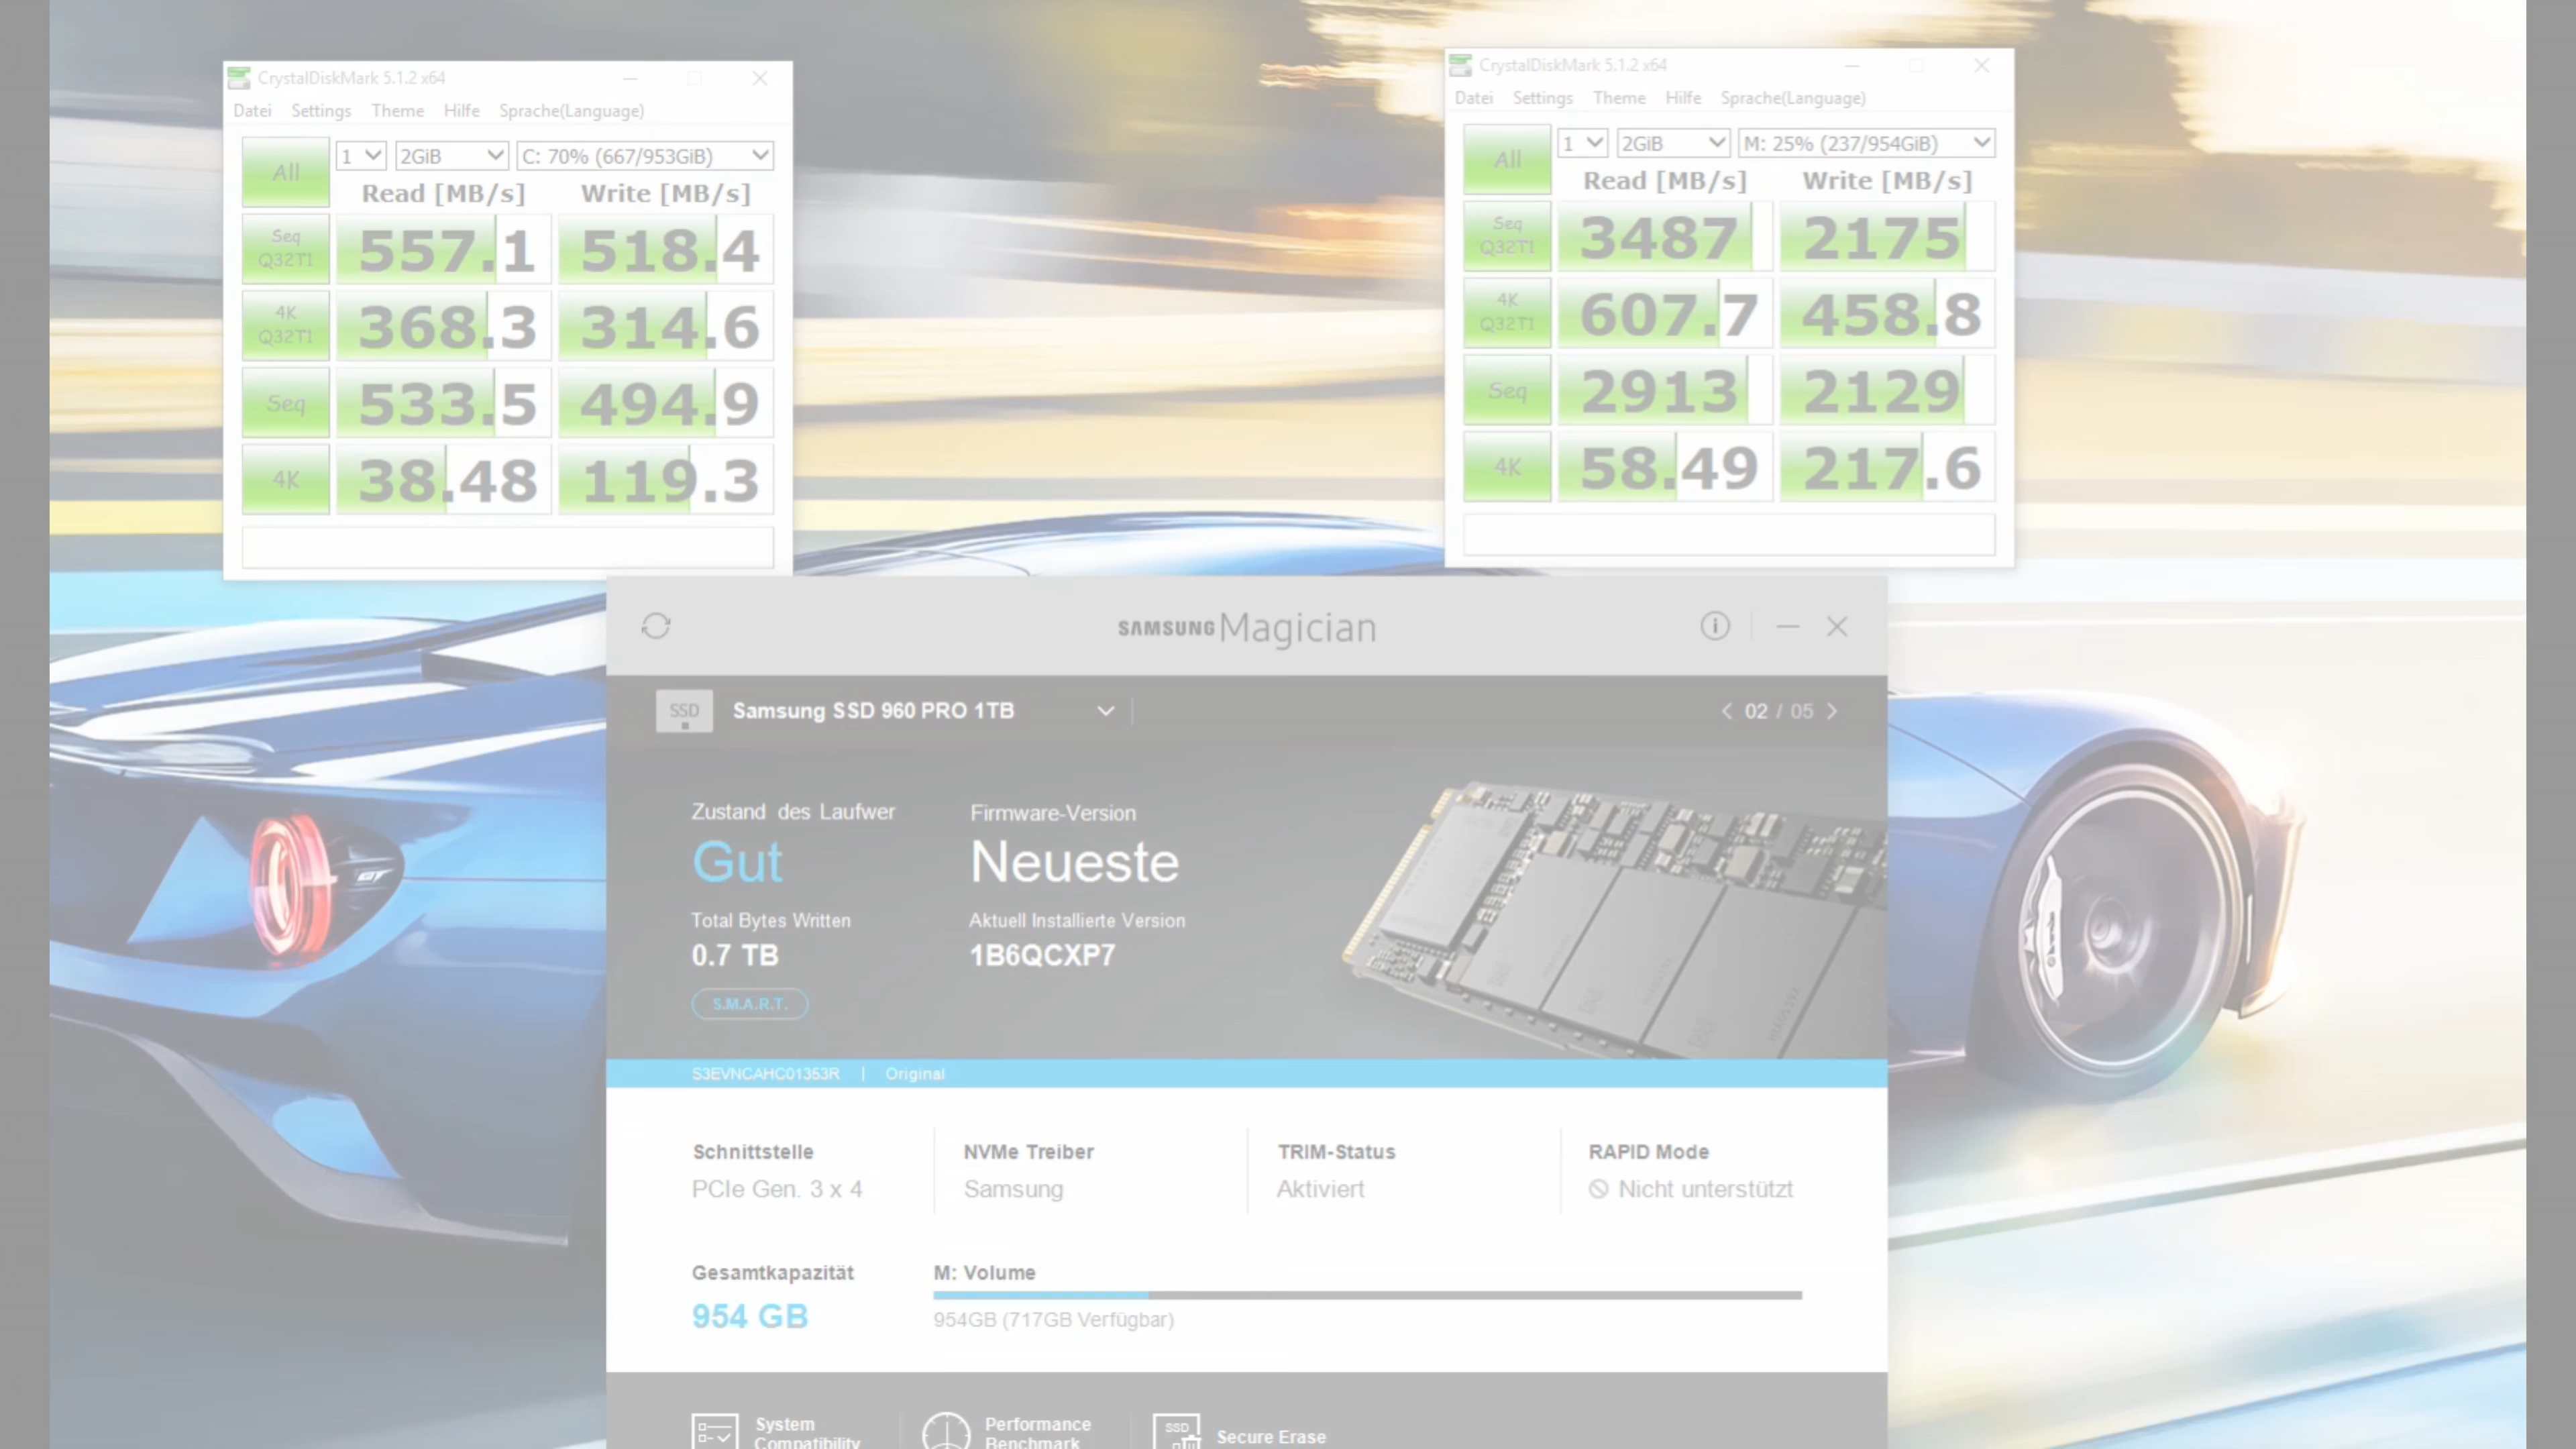 CrystalDiskMark 5.1.2 x64
Datei Settings Theme Hilfe Sprache(Language)
All 1 2GiB C: 70% (667/953GiB)
Read [MB/s] Write [MB/s]
Seq Q32T1 557.1 518.4
4K Q32T1 368.3 314.6
Seq 533.5 494.9
4K 38.48 119.3
CrystalDiskMark 5.1.2 x64
Datei Settings Theme Hilfe Sprache(Language)
All 1 2GiB M: 25% (237/954GiB)
Read [MB/s] Write [MB/s]
Seq Q32T1 3487 2175
4K Q32T1 607.7 458.8
Seq 2913 2129
4K 58.49 217.6
SAMSUNG Magician
SSD Samsung SSD 960 PRO 1TB 02 / 05
Zustand des Laufwer Firmware-Version
Gut Neueste
Total Bytes Written Aktuell Installierte Version
0.7 TB 1B6QCXP7
S.M.A.R.T.
S3EVNCAHC01353R | Original
Schnittstelle NVMe Treiber TRIM-Status RAPID Mode
PCIe Gen. 3 x 4 Samsung Aktiviert Nicht unterstützt
Gesamtkapazität M: Volume
954 GB 954GB (717GB Verfügbar)
System Compatibility
Performance Benchmark
SSD Secure Erase
GT